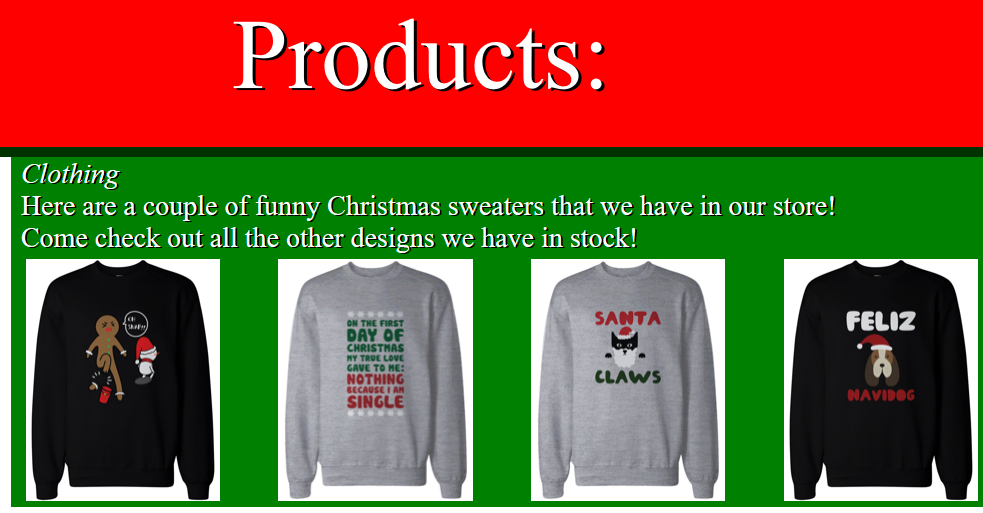 Products:
Clothing
Here are a couple of funny Christmas sweaters that we have in our store!
Come check out all the other designs we have in stock!
OH
SNAP!!
ON THE FIRST
DAY OF
CHRISTMAS
MY TRUE LOVE
GAVE TO ME:
NOTHING
BECAUSE I AM
SINGLE
SANTA
CLAWS
FELIZ
NAVIDOG